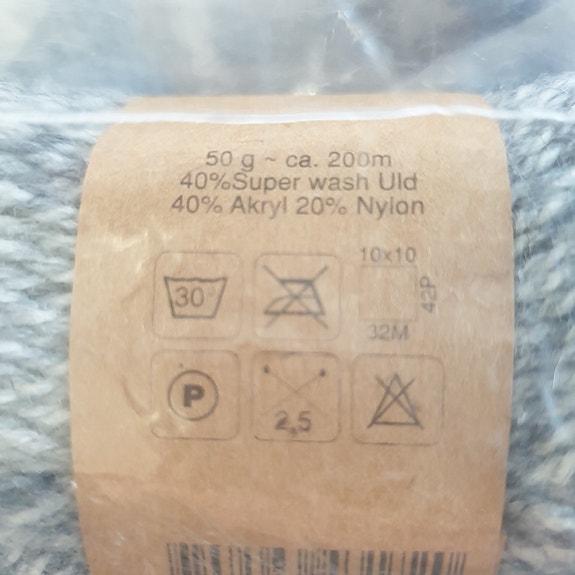 50 g ~ ca. 200m
40%Super wash Uld
40% Akryl 20% Nylon
30°
10x10
42P
32M
P
2,5